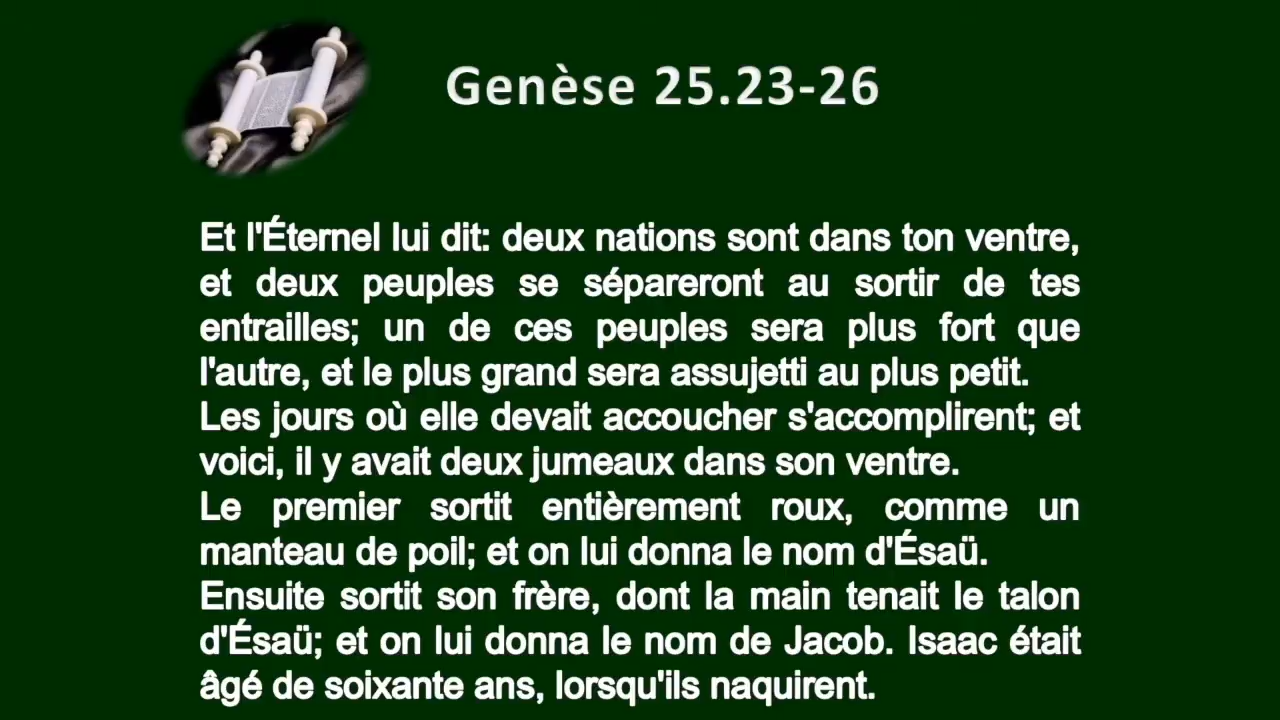 Genèse 25.23-26
Et l'Éternel lui dit: deux nations sont dans ton ventre,
et deux peuples se sépareront au sortir de tes
entrailles; un de ces peuples sera plus fort que
l'autre, et le plus grand sera assujetti au plus petit.
Les jours où elle devait accoucher s'accomplirent; et
voici, il y avait deux jumeaux dans son ventre.
Le premier sortit entièrement roux, comme un
manteau de poil; et on lui donna le nom d'Ésaü.
Ensuite sortit son frère, dont la main tenait le talon
d'Ésaü; et on lui donna le nom de Jacob. Isaac était
âgé de soixante ans, lorsqu'ils naquirent.